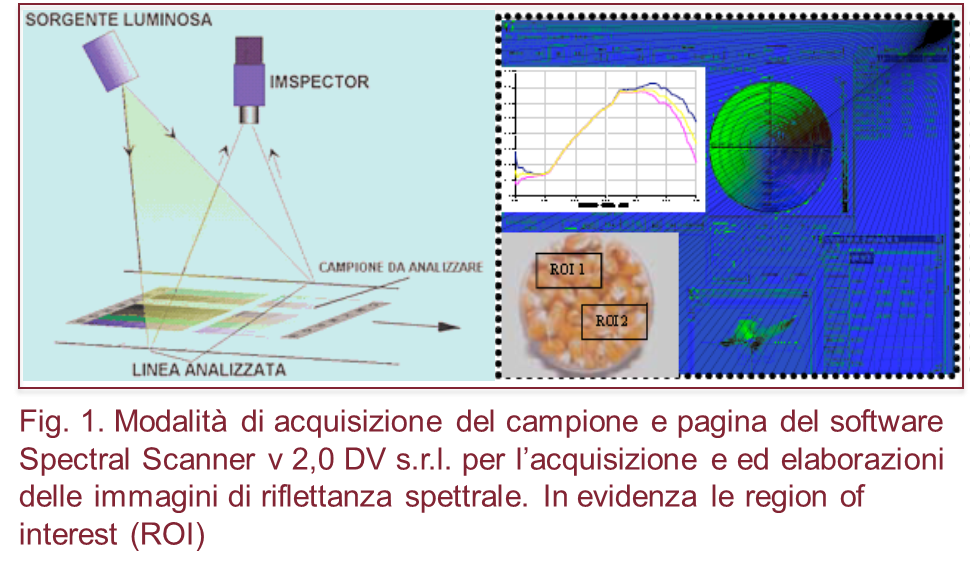 SORGENTE LUMINOSA
IMSPECTOR
CAMPIONE DA ANALIZZARE
LINEA ANALIZZATA
ROI 1
ROI 2
Fig. 1. Modalità di acquisizione del campione e pagina del software
Spectral Scanner v 2,0 DV s.r.l. per l’acquisizione e ed elaborazioni
delle immagini di riflettanza spettrale. In evidenza le region of
interest (ROI)